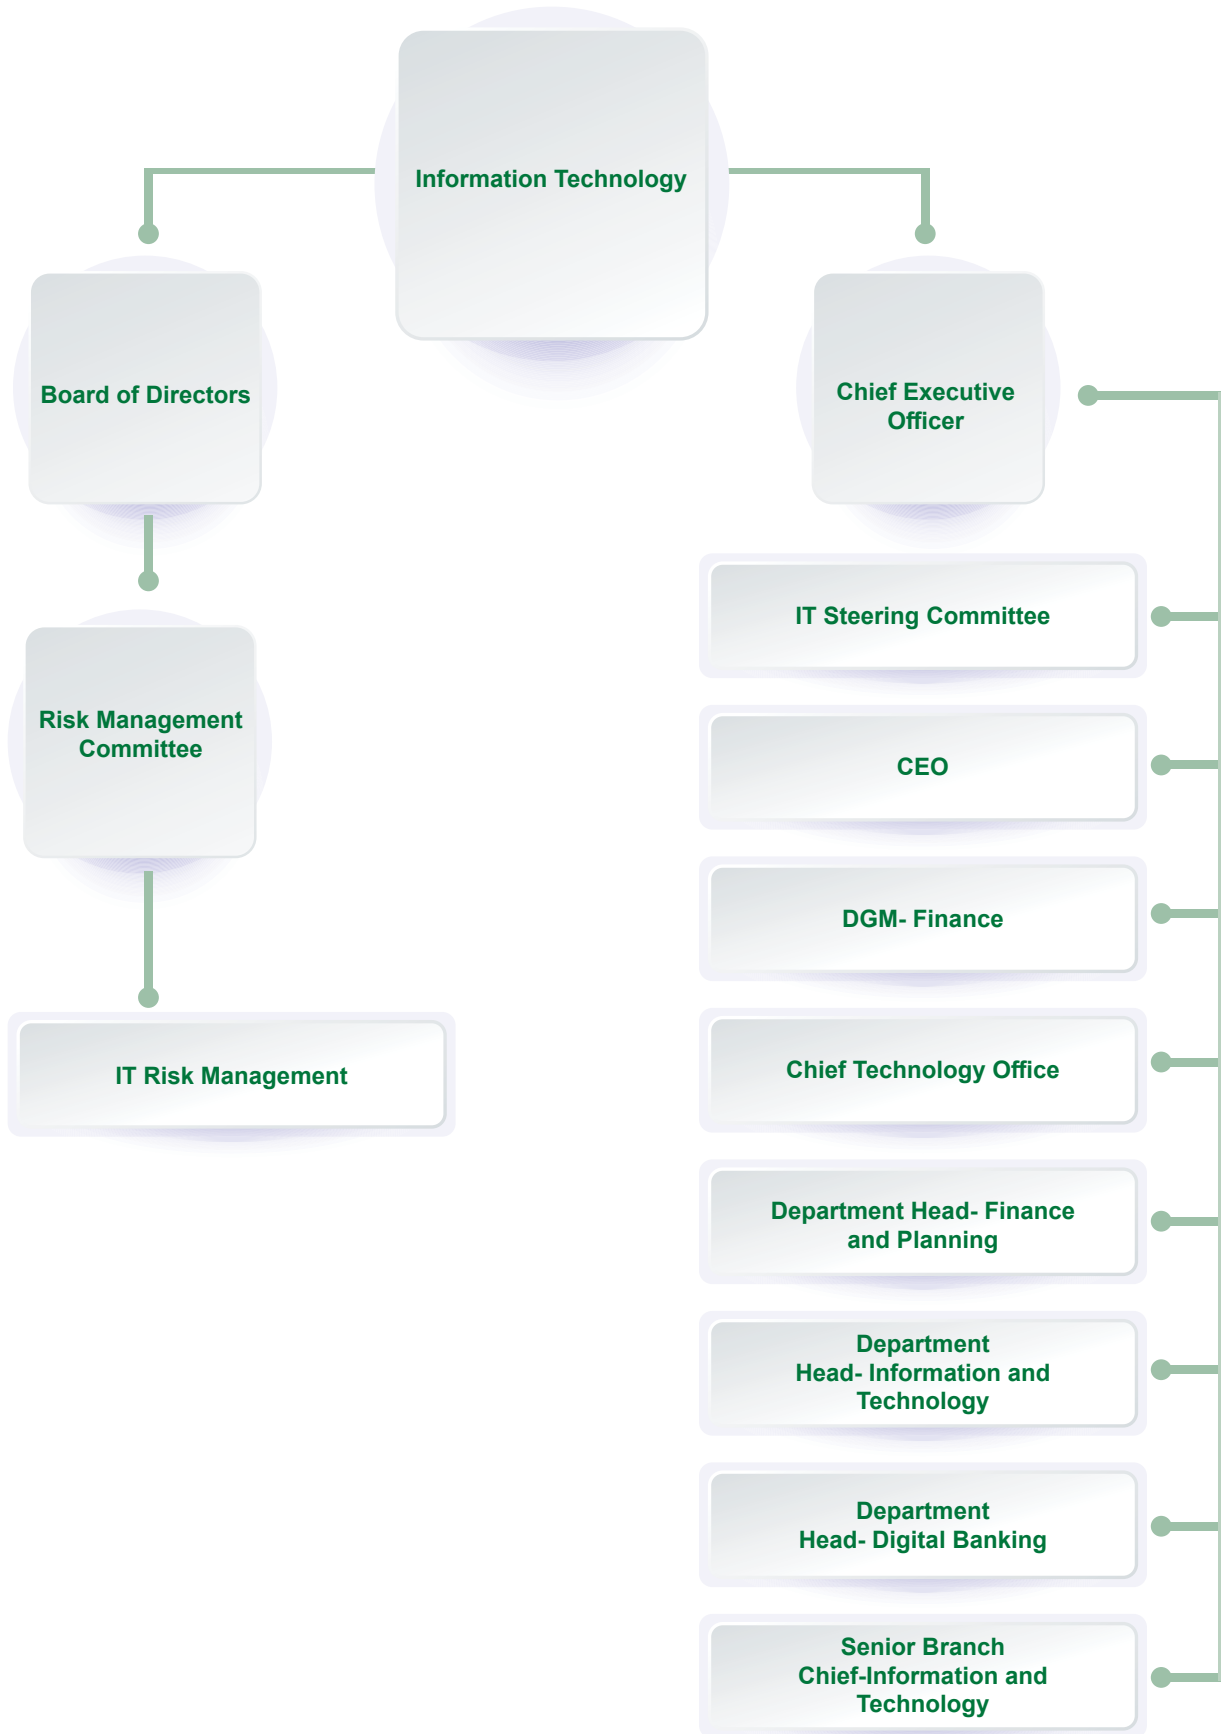 Information Technology
Board of Directors
Chief Executive
Officer
Risk Management
Committee
IT Risk Management
IT Steering Committee
CEO
DGM- Finance
Chief Technology Office
Department Head- Finance
and Planning
Department
Head- Information and
Technology
Department
Head- Digital Banking
Senior Branch
Chief-Information and
Technology